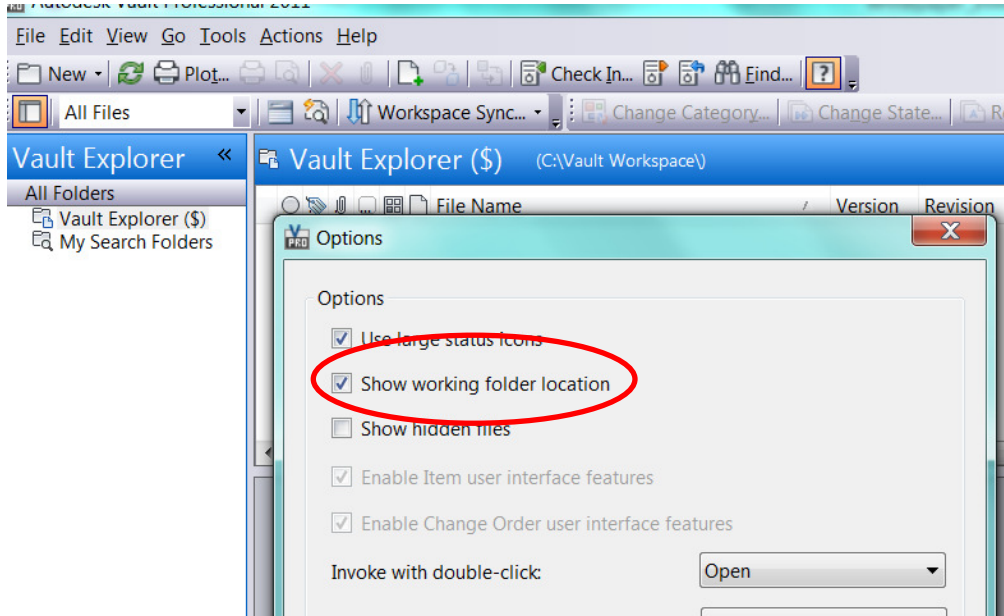 Autodesk Vault Professional 2011
File Edit View Go Tools Actions Help
New Plot... Check In... Find...
All Files Workspace Sync... Change Category... Change State... R
Vault Explorer « Vault Explorer ($) (C:\Vault Workspace\)
All Folders
File Name / Version Revision
Vault Explorer ($)
My Search Folders
PRO Options X
Options
Use large status icons
Show working folder location
Show hidden files
Enable Item user interface features
Enable Change Order user interface features
Invoke with double-click: Open